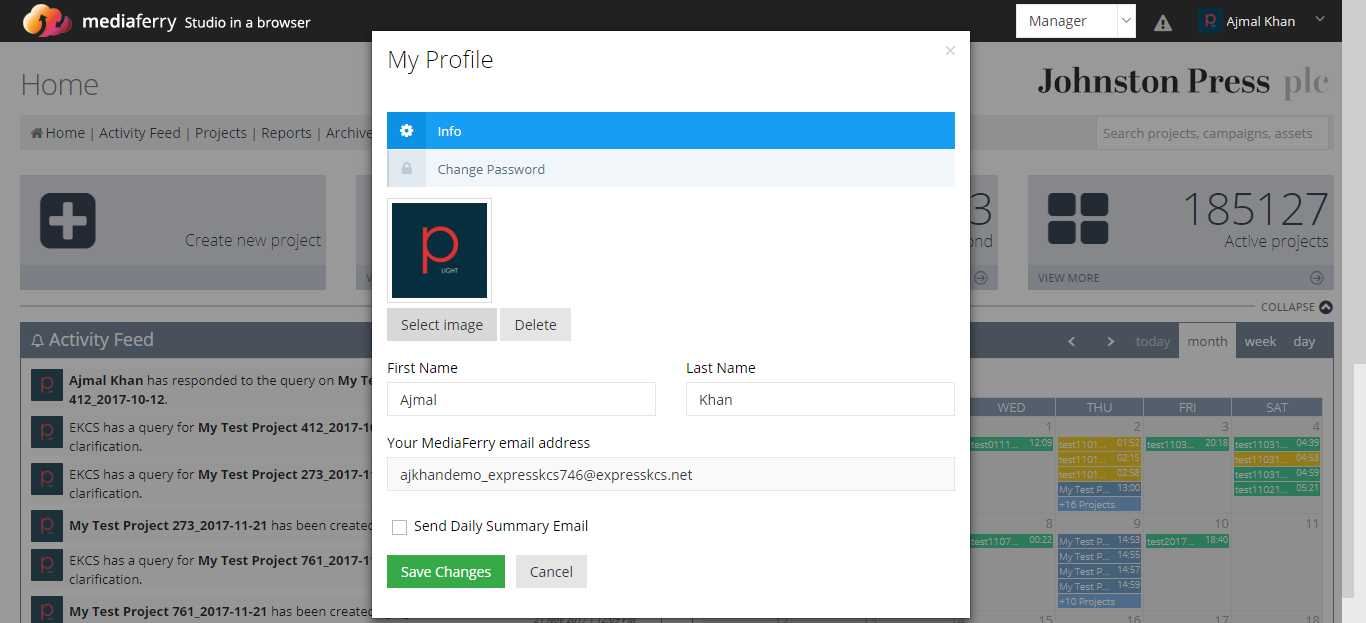 mediaferry Studio in a browser
Manager
Ajmal Khan
Home
Johnston Press plc
Home | Activity Feed | Projects | Reports | Archive
Search projects, campaigns, assets
Create new project
3
ond
185127
Active projects
VIEW MORE
COLLAPSE
Activity Feed
Ajmal Khan has responded to the query on My Te
412_2017-10-12.
EKCS has a query for My Test Project 412_2017-10
clarification.
EKCS has a query for My Test Project 273_2017-11
clarification.
My Test Project 273_2017-11-21 has been created
EKCS has a query for My Test Project 761_2017-11
clarification.
My Test Project 761_2017-11-21 has been created
My Profile
×
Info
Change Password
p
LIGHT
Select image
Delete
First Name
Last Name
Ajmal
Khan
Your MediaFerry email address
ajkhandemo_expresskcs746@expresskcs.net
Send Daily Summary Email
Save Changes
Cancel
today month week day
WED THU FRI SAT
1 2 3 4
test0111... 12:09
test1101... 01:52
test1101... 02:15
test1101... 02:58
My Test P... 13:00
+16 Projects
test1103... 20:18
test11031... 04:39
test11031... 04:53
test11031... 04:59
test11021... 05:21
8 9 10 11
test1107... 00:22
My Test P... 14:53
My Test P... 14:55
My Test P... 14:57
My Test P... 14:59
+10 Projects
test2017... 18:40
15 16 17 18